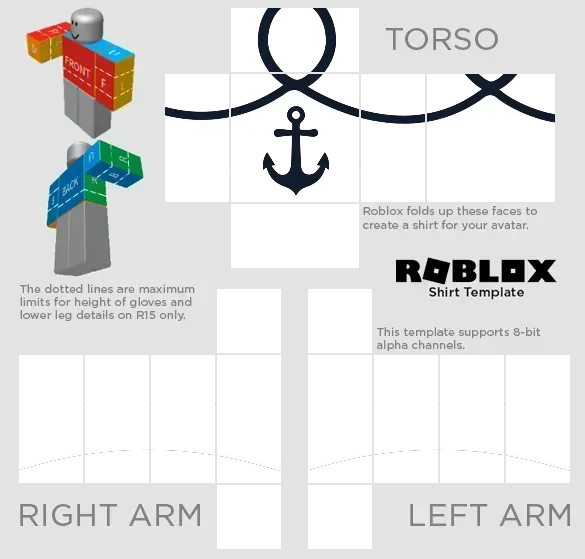 TORSO
FRONT
F
L
U
R
BACK
R
B
U
R
B
Roblox folds up these faces to
create a shirt for your avatar.
ROBLOX
Shirt Template
The dotted lines are maximum
limits for height of gloves and
lower leg details on R15 only.
This template supports 8-bit
alpha channels.
RIGHT ARM
LEFT ARM